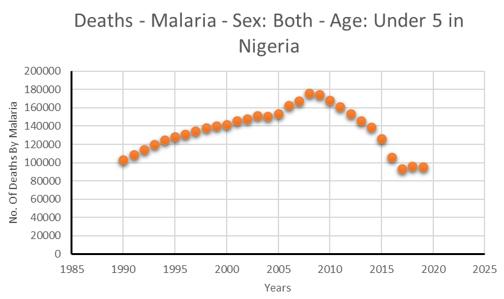 Deaths - Malaria - Sex: Both - Age: Under 5 in
Nigeria
200000
180000
160000
140000
120000
100000
80000
60000
40000
20000
0
No. Of Deaths By Malaria
1985 1990 1995 2000 2005 2010 2015 2020 2025
Years